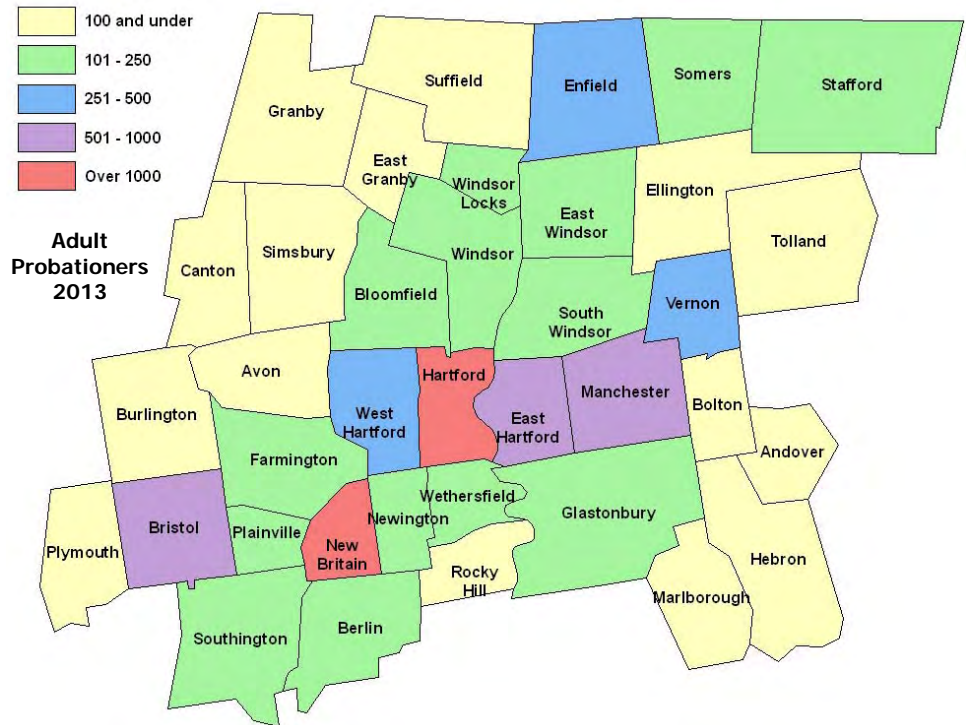 100 and under
101 - 250
251 - 500
501 - 1000
Over 1000
Adult
Probationers
2013
Granby
Suffield
Enfield
Somers
Stafford
East
Granby
Windsor
Locks
East
Windsor
Ellington
Tolland
Canton
Simsbury
Bloomfield
Windsor
South
Windsor
Vernon
Burlington
Avon
West
Hartford
Hartford
East
Hartford
Manchester
Bolton
Andover
Farmington
Wethersfield
Glastonbury
Plymouth
Bristol
Plainville
New
Britain
Newington
Rocky
Hill
Marlborough
Hebron
Southington
Berlin